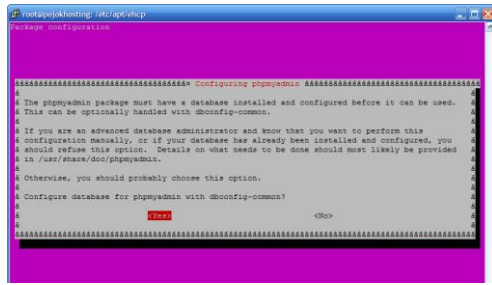 root@pojokhosting: /etc/apt/ehcp
Package configuration
&&&&&&&&&&&&&&&&&&&&&&&&&&&&&&&&&&= Configuring phpmyadmin &&&&&&&&&&&&&&&&&&&&&&&&&&&&&&&&&&&
&
& The phpmyadmin package must have a database installed and configured before it can be used. &
& This can be optionally handled with dbconfig-common. &
&
& If you are an advanced database administrator and know that you want to perform this &
& configuration manually, or if your database has already been installed and configured, you &
& should refuse this option. Details on what needs to be done should most likely be provided &
& in /usr/share/doc/phpmyadmin. &
&
& Otherwise, you should probably choose this option. &
&
& Configure database for phpmyadmin with dbconfig-common? &
&
& <Yes> <No> &
&
&&&&&&&&&&&&&&&&&&&&&&&&&&&&&&&&&&&&&&&&&&&&&&&&&&&&&&&&&&&&&&&&&&&&&&&&&&&&&&&&&&&&&&&&&&&&&